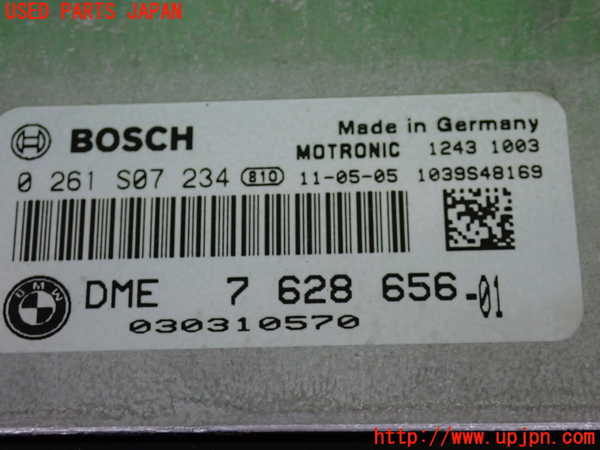 USED PARTS JAPAN
BOSCH
Made in Germany
MOTRONIC 1243 1003
0 261 S07 234 810 11-05-05 1039S48169
BMW
DME 7 628 656-01
030310570
http://www.upjpn.com/